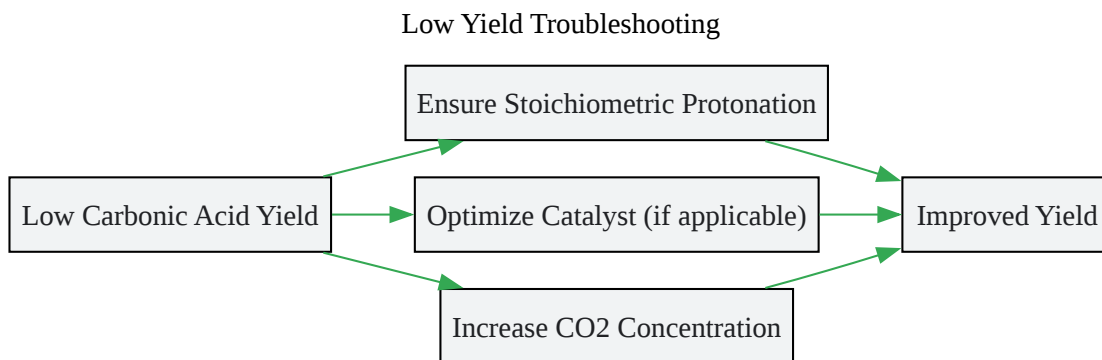 Low Yield Troubleshooting
Ensure Stoichiometric Protonation
Low Carbonic Acid Yield
Optimize Catalyst (if applicable)
Improved Yield
Increase CO2 Concentration